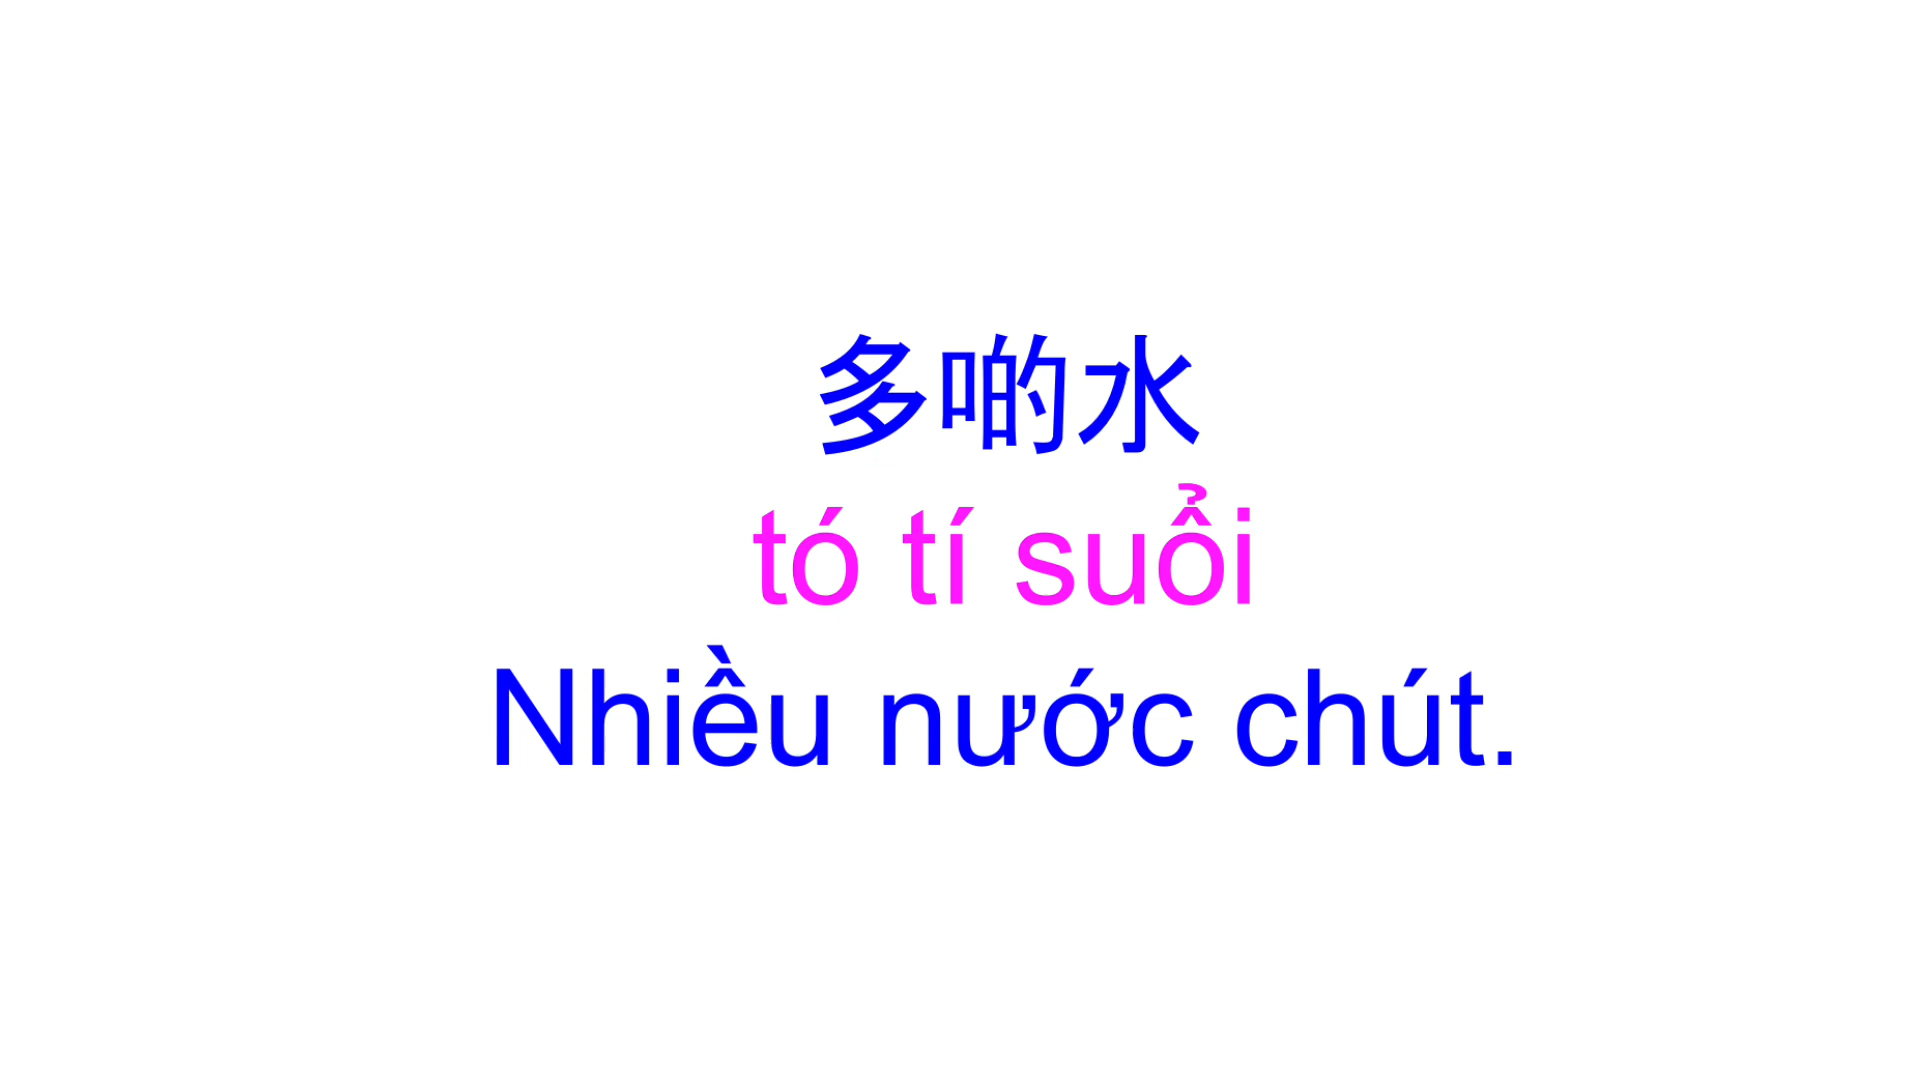 多啲水
tó tí suổi
Nhiều nước chút.